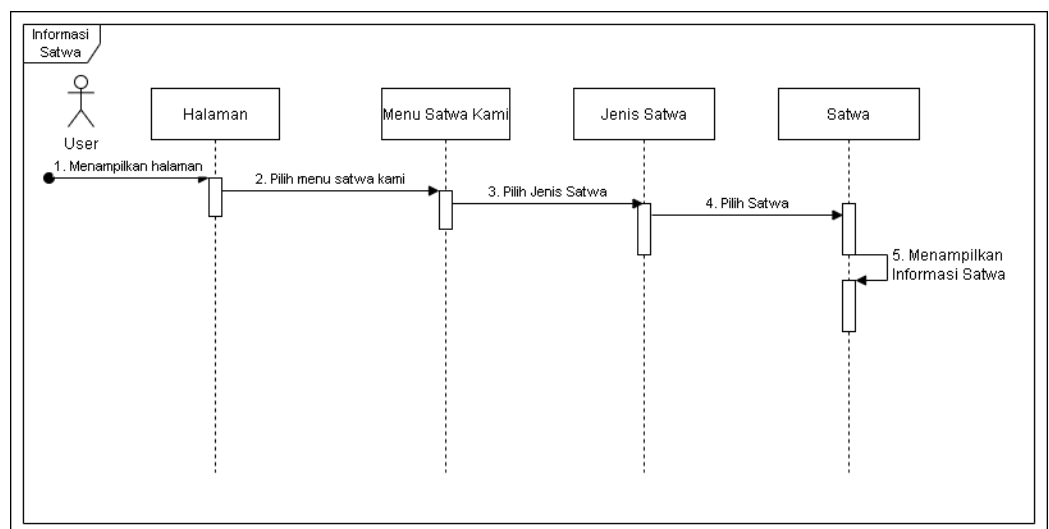 Informasi
Satwa
User
Halaman
Menu Satwa Kami
Jenis Satwa
Satwa
1. Menampilkan halaman
2. Pilih menu satwa kami
3. Pilih Jenis Satwa
4. Pilih Satwa
5. Menampilkan
Informasi Satwa